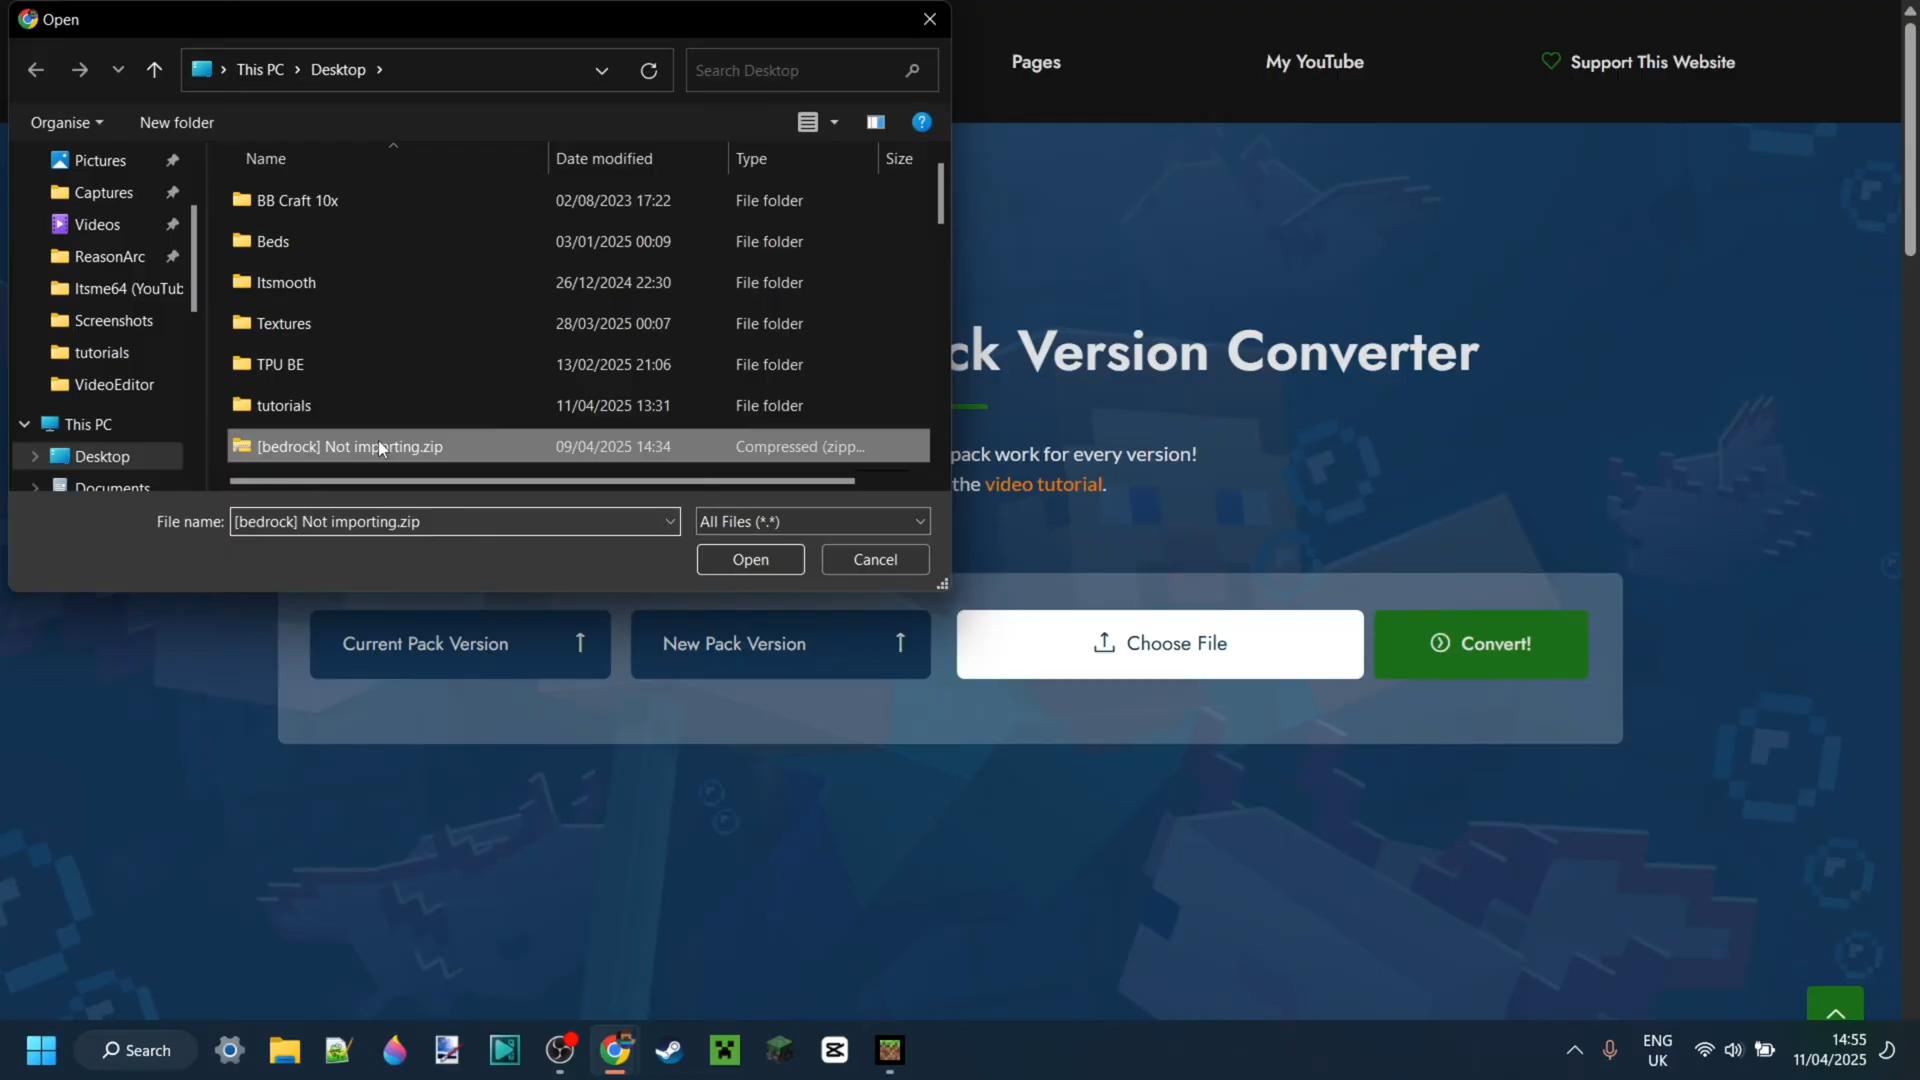 Open
This PC > Desktop >
Search Desktop
Organise
New folder
Name
Date modified
Type
Size
BB Craft 10x
02/08/2023 17:22
File folder
Beds
03/01/2025 00:09
File folder
Itsmooth
26/12/2024 22:30
File folder
Textures
28/03/2025 00:07
File folder
TPU BE
13/02/2025 21:06
File folder
tutorials
11/04/2025 13:31
File folder
[bedrock] Not importing.zip
09/04/2025 14:34
Compressed (zipp...
Pictures
Captures
Videos
ReasonArc
Itsme64 (YouTub
Screenshots
tutorials
VideoEditor
This PC
Desktop
Documents
File name:
[bedrock] Not importing.zip
All Files (*.*)
Open
Cancel
Pages
My YouTube
Support This Website
ck Version Converter
pack work for every version!
the video tutorial.
Current Pack Version
New Pack Version
Choose File
Convert!
Search
ENG
UK
14:55
11/04/2025